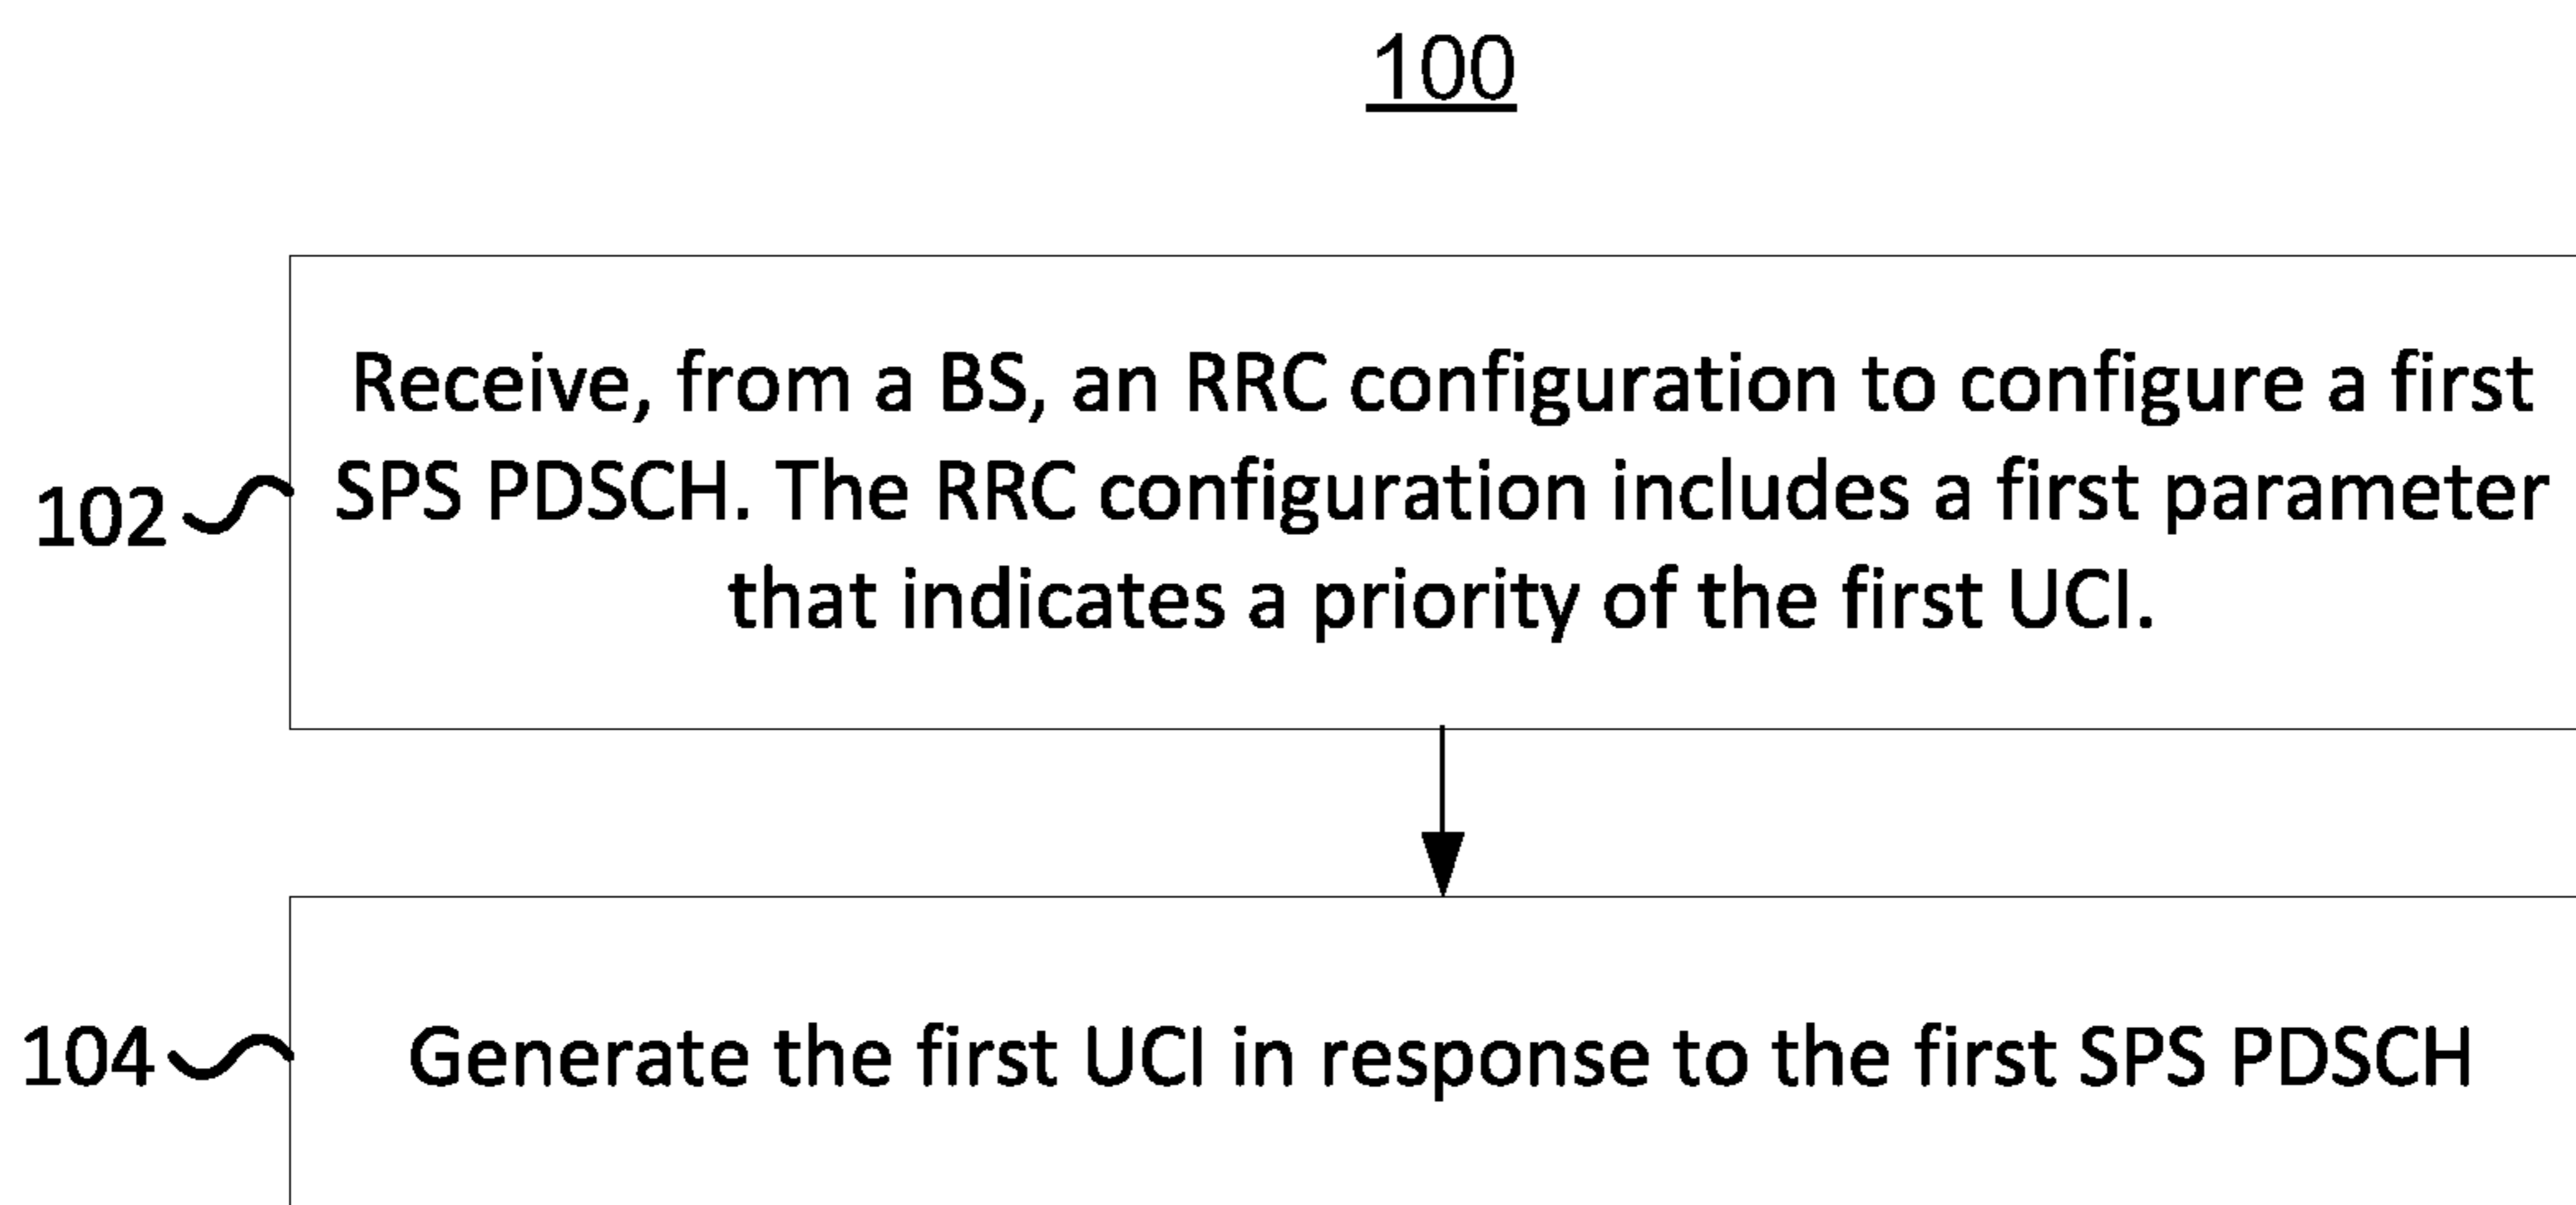 100
Receive, from a BS, an RRC configuration to configure a first
SPS PDSCH. The RRC configuration includes a first parameter
that indicates a priority of the first UCI.
102
104
Generate the first UCI in response to the first SPS PDSCH